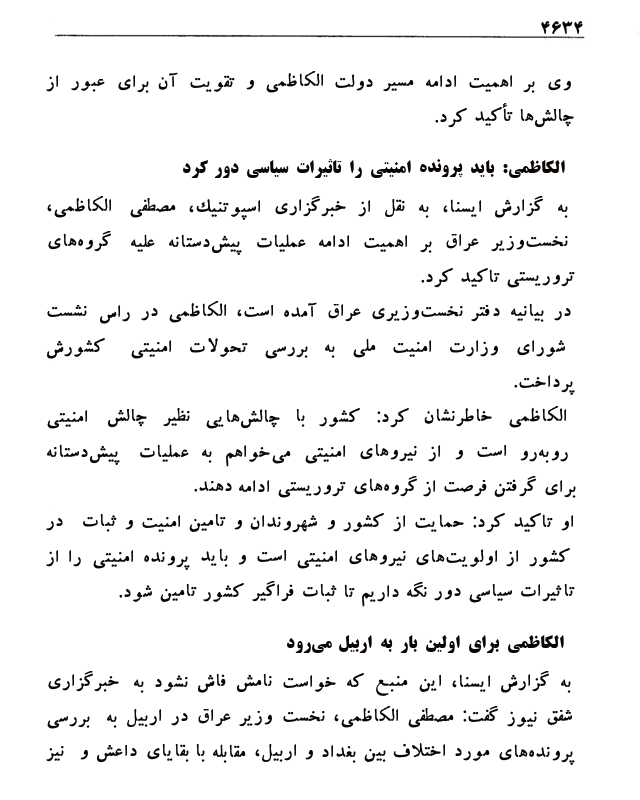 ۴۶۳۴
وی بر اهمیت ادامه مسیر دولت الکاظمی و تقویت آن برای عبور از
چالش‌ها تأکید کرد.
الکاظمی: باید پرونده امنیتی را تاثیرات سیاسی دور کرد
به گزارش ایسنا، به نقل از خبرگزاری اسپوتنیك، مصطفی الکاظمی،
نخست‌وزیر عراق بر اهمیت ادامه عملیات پیش‌دستانه علیه گروه‌های
تروریستی تاکید کرد.
در بیانیه دفتر نخست‌وزیری عراق آمده است، الکاظمی در راس نشست
شورای وزارت امنیت ملی به بررسی تحولات امنیتی کشورش
پرداخت.
الکاظمی خاطرنشان کرد: کشور با چالش‌هایی نظیر چالش امنیتی
روبه‌رو است و از نیروهای امنیتی می‌خواهم به عملیات پیش‌دستانه
برای گرفتن فرصت از گروه‌های تروریستی ادامه دهند.
او تاکید کرد: حمایت از کشور و شهروندان و تامین امنیت و ثبات در
کشور از اولویت‌های نیروهای امنیتی است و باید پرونده امنیتی را از
تاثیرات سیاسی دور نگه داریم تا ثبات فراگیر کشور تامین شود.
الکاظمی برای اولین بار به اربیل می‌رود
به گزارش ایسنا، این منبع که خواست نامش فاش نشود به خبرگزاری
شفق نیوز گفت: مصطفی الکاظمی، نخست وزیر عراق در اربیل به بررسی
پرونده‌های مورد اختلاف بین بغداد و اربیل، مقابله با بقایای داعش و نیز